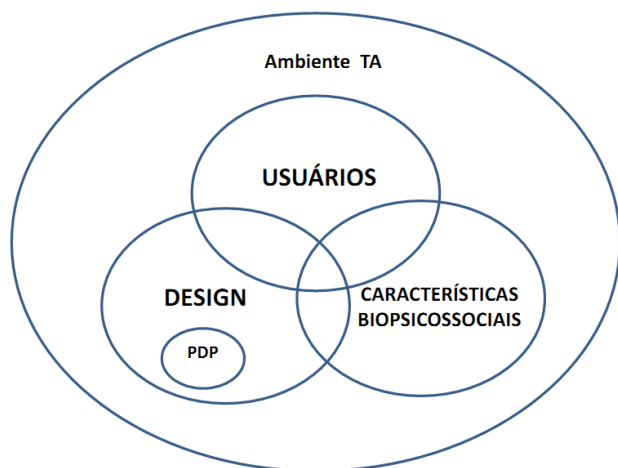 Ambiente TA
USUÁRIOS
DESIGN
CARACTERÍSTICAS
BIOPSICOSSOCIAIS
PDP